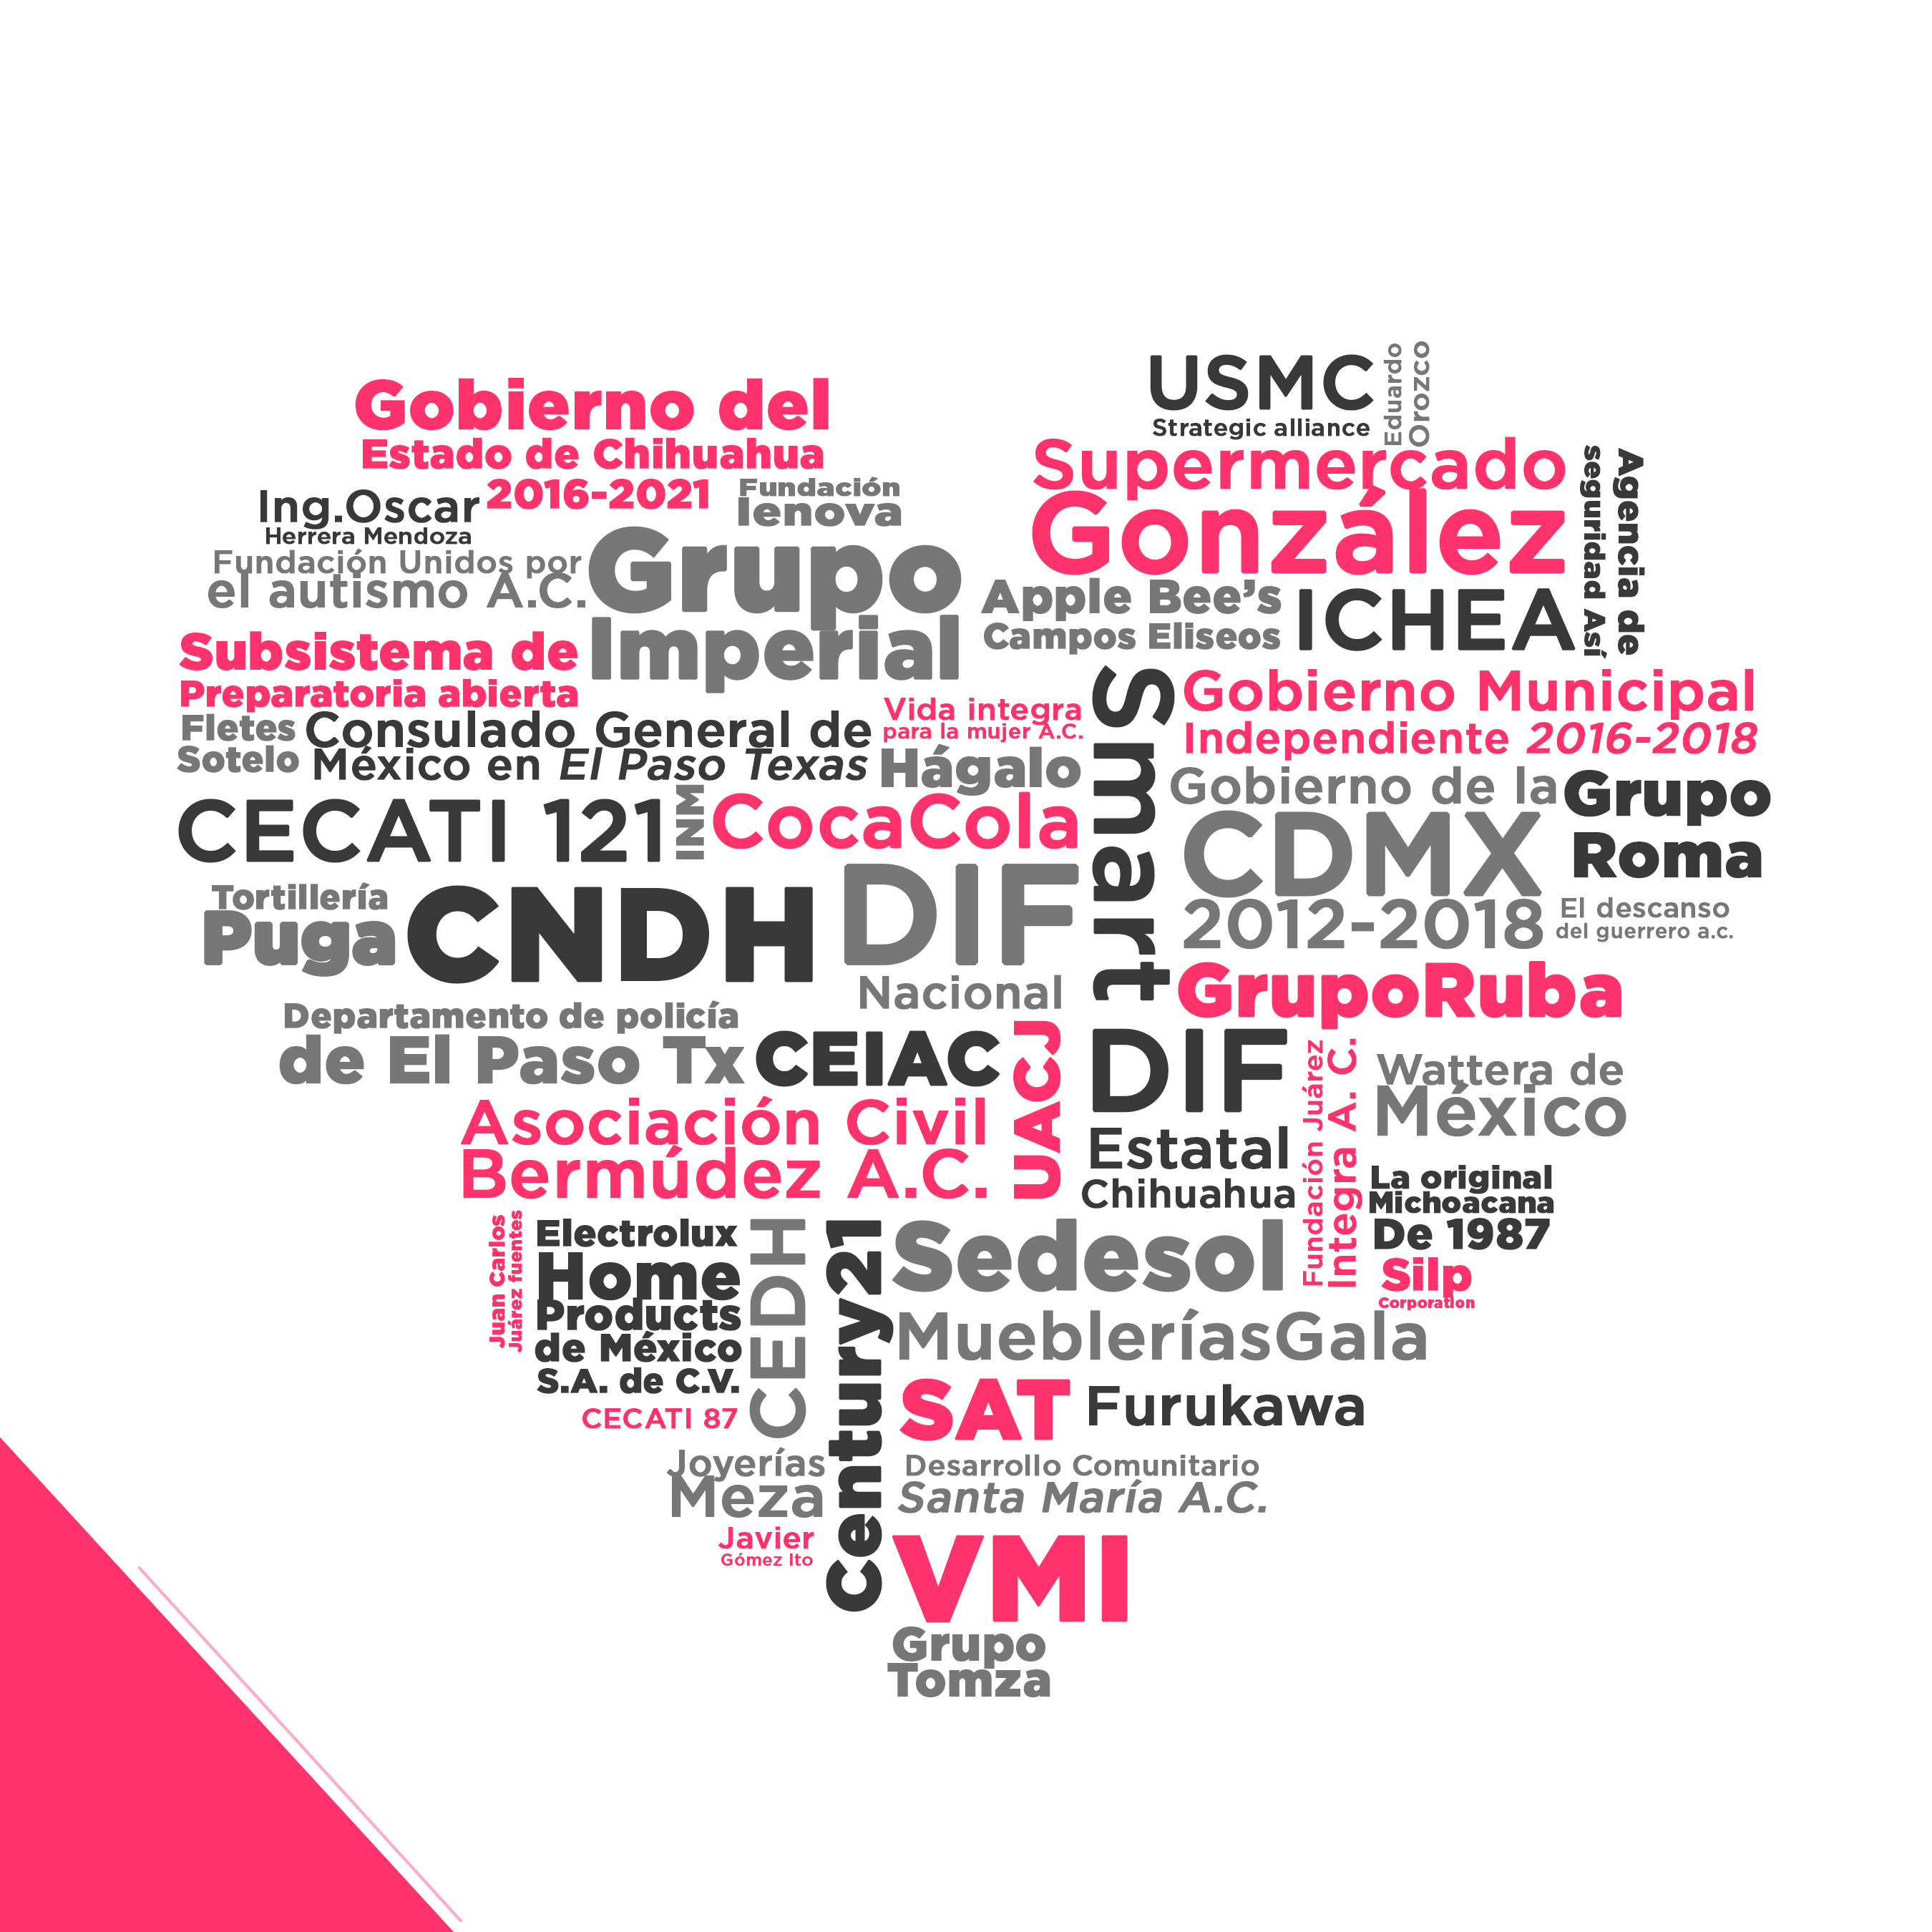 Gobierno del
Estado de Chihuahua
2016-2021
Ing.Oscar
Herrera Mendoza
Fundación
Ienova
Fundación Unidos por
el autismo A.C.
Grupo
Imperial
Subsistema de
Preparatoria abierta
Fletes
Sotelo
Consulado General de
México en El Paso Texas
Vida integra
para la mujer A.C.
Hágalo
CECATI 121
INM
CocaCola
Tortillería
Puga
CNDH
DIF
Nacional
Departamento de policía
de El Paso Tx
CEIAC
UACJ
Asociación Civil
Bermúdez A.C.
USMC
Strategic alliance
Eduardo
Orozco
Supermercado
González
Agencia de
seguridad Así
Apple Bee’s
Campos Eliseos
ICHEA
Smart
Gobierno Municipal
Independiente 2016-2018
Gobierno de la
CDMX
2012-2018
Grupo
Roma
El descanso
del guerrero a.c.
GrupoRuba
DIF
Estatal
Chihuahua
Fundación Juárez
Integra A. C.
Wattera de
México
La original
Michoacana
De 1987
Silp
Corporation
Juan Carlos
Juárez fuentes
Electrolux
Home
Products
de México
S.A. de C.V.
CECATI 87
CEDH
Century21
Sedesol
MuebleríasGala
SAT
Furukawa
Joyerías
Meza
Desarrollo Comunitario
Santa María A.C.
Javier
Gómez Ito
VMI
Grupo
Tomza